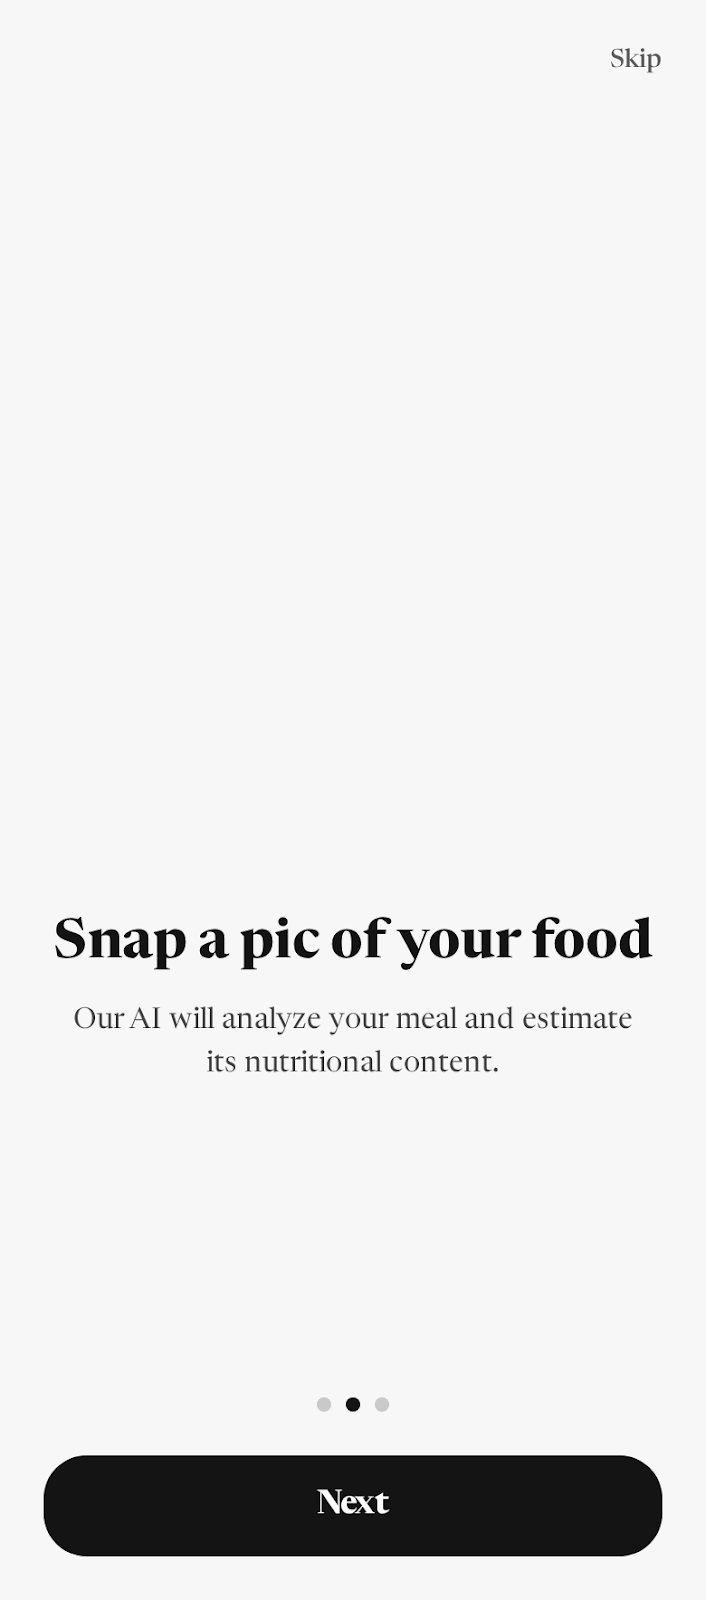 Skip
Snap a pic of your food
Our AI will analyze your meal and estimate
its nutritional content.
Next